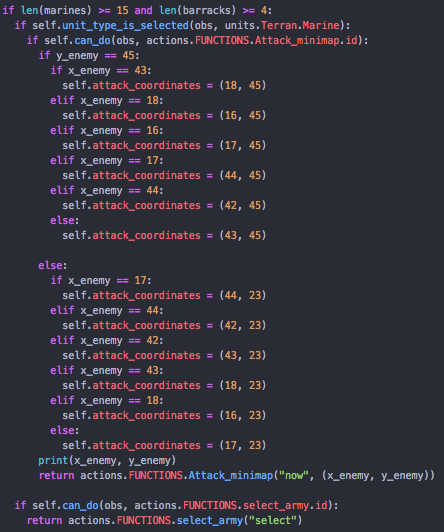 if len(marines) >= 15 and len(barracks) >= 4:
  if self.unit_type_is_selected(obs, units.Terran.Marine):
    if self.can_do(obs, actions.FUNCTIONS.Attack_minimap.id):
      if y_enemy == 45:
        if x_enemy == 43:
          self.attack_coordinates = (18, 45)
        elif x_enemy == 18:
          self.attack_coordinates = (16, 45)
        elif x_enemy == 16:
          self.attack_coordinates = (17, 45)
        elif x_enemy == 17:
          self.attack_coordinates = (44, 45)
        elif x_enemy == 44:
          self.attack_coordinates = (42, 45)
        else:
          self.attack_coordinates = (43, 45)

      else:
        if x_enemy == 17:
          self.attack_coordinates = (44, 23)
        elif x_enemy == 44:
          self.attack_coordinates = (42, 23)
        elif x_enemy == 42:
          self.attack_coordinates = (43, 23)
        elif x_enemy == 43:
          self.attack_coordinates = (18, 23)
        elif x_enemy == 18:
          self.attack_coordinates = (16, 23)
        else:
          self.attack_coordinates = (17, 23)
      print(x_enemy, y_enemy)
      return actions.FUNCTIONS.Attack_minimap("now", (x_enemy, y_enemy))

  if self.can_do(obs, actions.FUNCTIONS.select_army.id):
    return actions.FUNCTIONS.select_army("select")